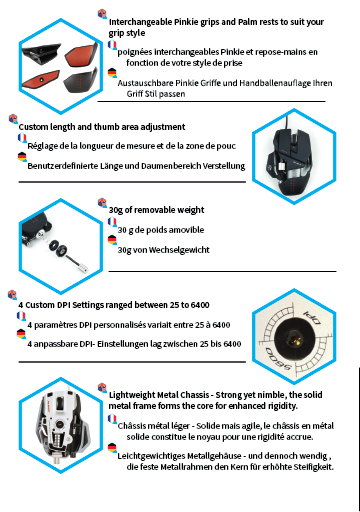 Interchangeable Pinkie grips and Palm rests to suit your
grip style
poignées interchangeables Pinkie et repose-mains en
fonction de votre style de prise
Austauschbare Pinkie Griffe und Handballenauflage Ihren
Griff Stil passen
Custom length and thumb area adjustment
Réglage de la longueur de mesure et de la zone de pouc
Benutzerdefinierte Länge und Daumenbereich Verstellung
30g of removable weight
30 g de poids amovible
30g von Wechselgewicht
4 Custom DPI Settings ranged between 25 to 6400
4 paramètres DPI personnalisés variait entre 25 à 6400
4 anpassbare DPI- Einstellungen lag zwischen 25 bis 6400
DPI
5600
Lightweight Metal Chassis - Strong yet nimble, the solid
metal frame forms the core for enhanced rigidity.
Châssis métal léger - Solide mais agile, le châssis en métal
solide constitue le noyau pour une rigidité accrue.
Leichtgewichtiges Metallgehäuse - und dennoch wendig ,
die feste Metallrahmen den Kern für erhöhte Steifigkeit.